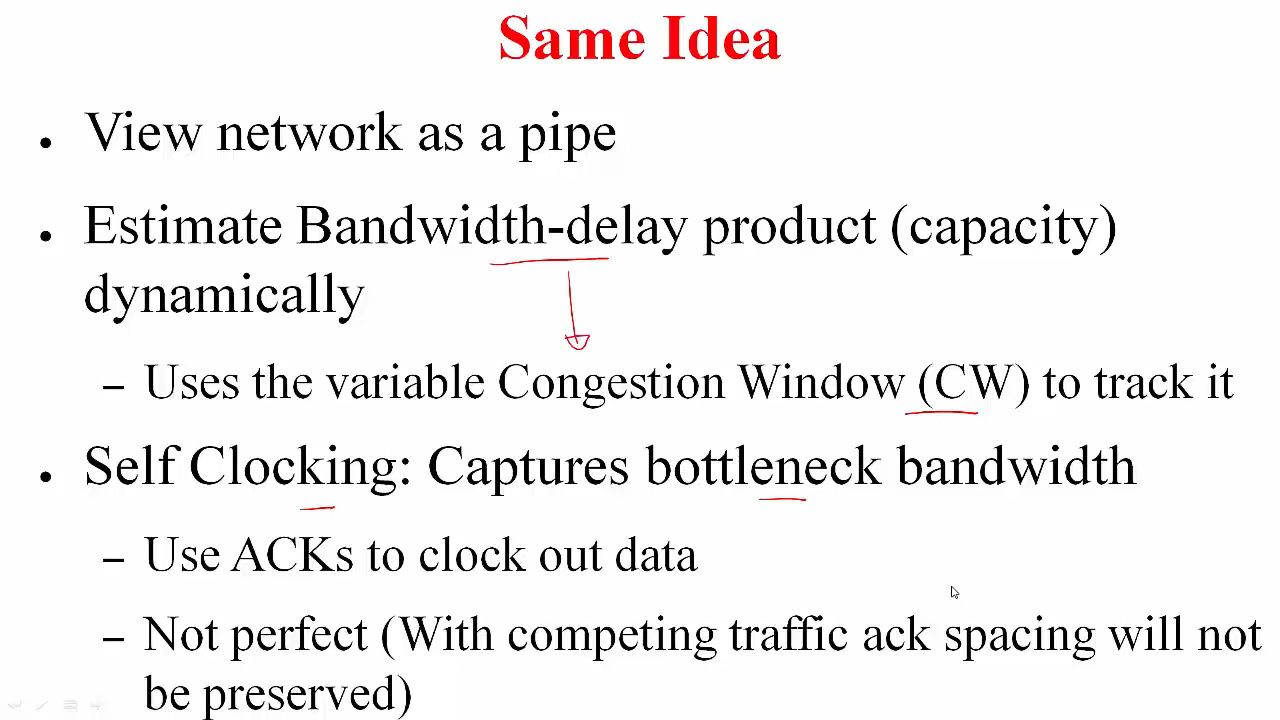 Same Idea
• View network as a pipe
• Estimate Bandwidth-delay product (capacity)
dynamically
– Uses the variable Congestion Window (CW) to track it
• Self Clocking: Captures bottleneck bandwidth
– Use ACKs to clock out data
– Not perfect (With competing traffic ack spacing will not
be preserved)